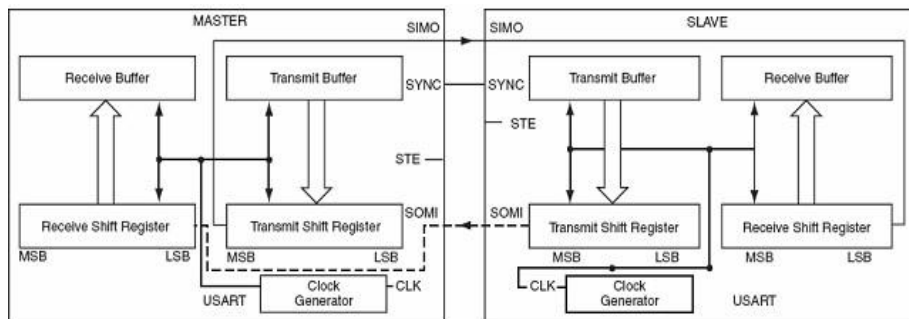 MASTER
SIMO
SIMO
SLAVE
Receive Buffer
Transmit Buffer
SYNC
SYNC
Transmit Buffer
Receive Buffer
STE
STE
Receive Shift Register
Transmit Shift Register
SOMI
SOMI
Transmit Shift Register
Receive Shift Register
MSB
LSB
MSB
LSB
MSB
LSB
MSB
LSB
USART
Clock
Generator
CLK
CLK
Clock
Generator
USART